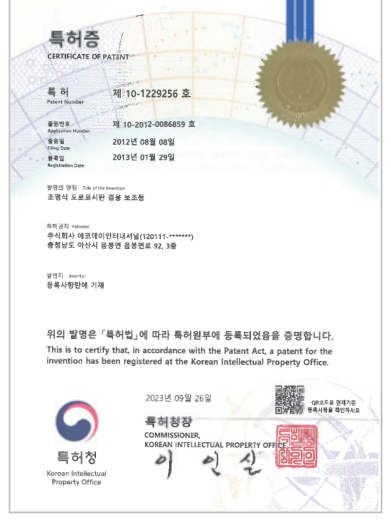 특허증
CERTIFICATE OF PATENT
특 허 제 10-1229256 호
Patent Number
출원번호 제 10-2012-0086859 호
Application Number
출원일 2012년 08월 08일
Filing Date
등록일 2013년 01월 29일
Registration Date
발명의 명칭 Title of the Invention
조명식 도로표시판 겸용 보조등
특허권자 Patentee
주식회사 에코데이인터내셔널(120111-*******)
충청남도 아산시 음봉면 음봉면로 92, 3층
발명자 Inventor
등록사항란에 기재
위의 발명은 「특허법」에 따라 특허원부에 등록되었음을 증명합니다.
This is to certify that, in accordance with the Patent Act, a patent for the
invention has been registered at the Korean Intellectual Property Office.
2023년 09월 26일
QR코드로 현재기준
등록사항을 확인하세요
특허청장
COMMISSIONER,
KOREAN INTELLECTUAL PROPERTY OFFICE
이 인 실
특허청
Korean Intellectual
Property Office